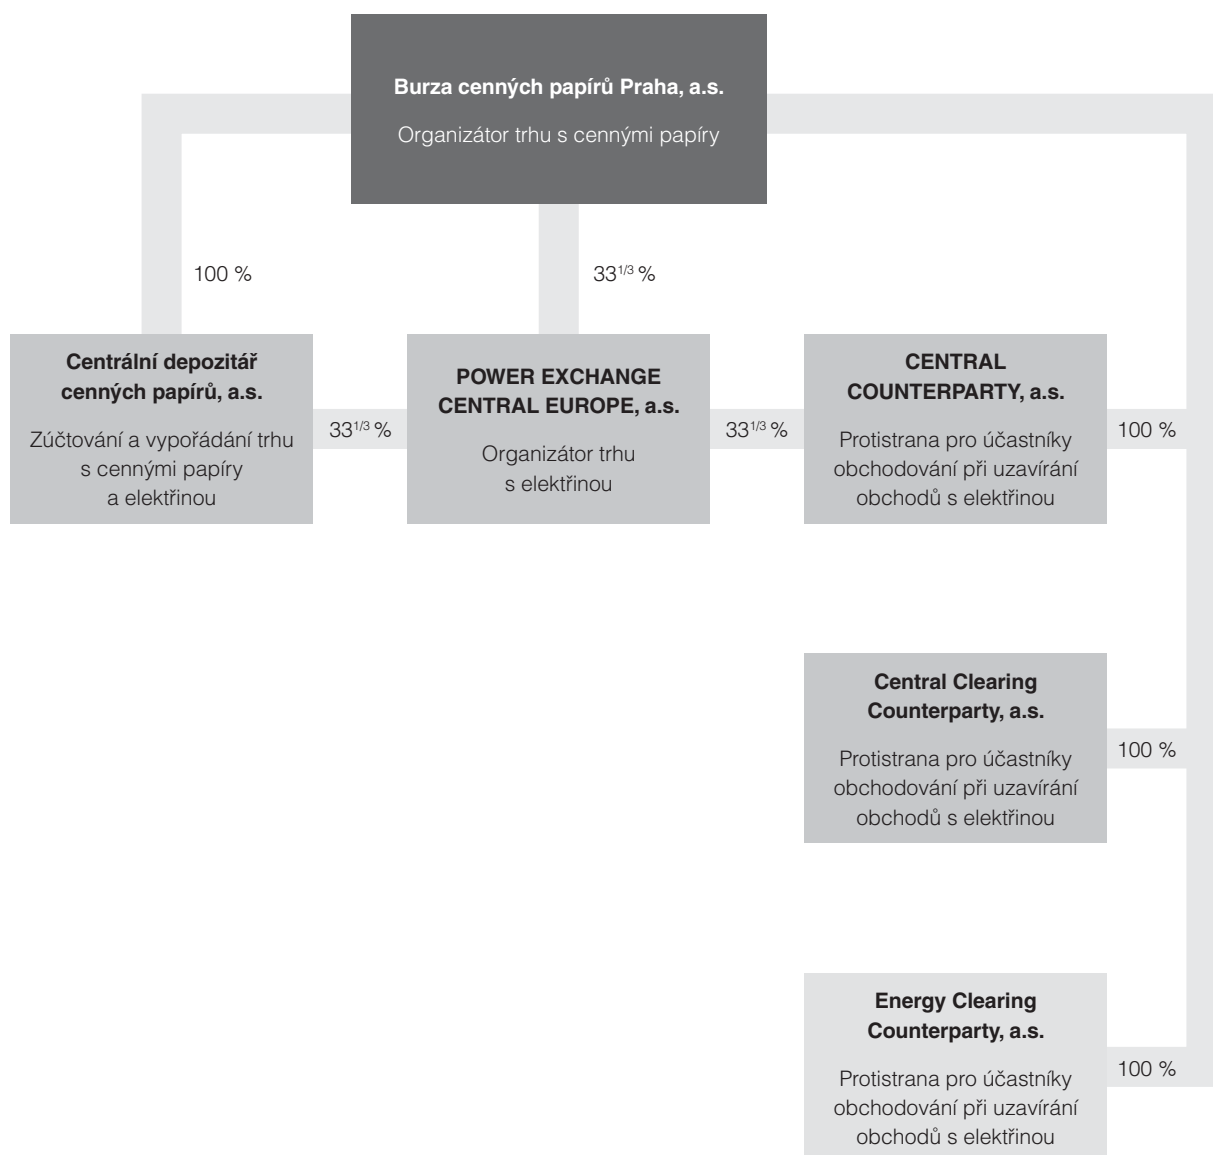 Burza cenných papírů Praha, a.s.
Organizátor trhu s cennými papíry
100 %
33 1/3 %
Centrální depozitář
cenných papírů, a.s.
Zúčtování a vypořádání trhu
s cennými papíry
a elektřinou
33 1/3 %
POWER EXCHANGE
CENTRAL EUROPE, a.s.
Organizátor trhu
s elektřinou
33 1/3 %
CENTRAL
COUNTERPARTY, a.s.
Protistrana pro účastníky
obchodování při uzavírání
obchodů s elektřinou
100 %
Central Clearing
Counterparty, a.s.
Protistrana pro účastníky
obchodování při uzavírání
obchodů s elektřinou
100 %
Energy Clearing
Counterparty, a.s.
Protistrana pro účastníky
obchodování při uzavírání
obchodů s elektřinou
100 %